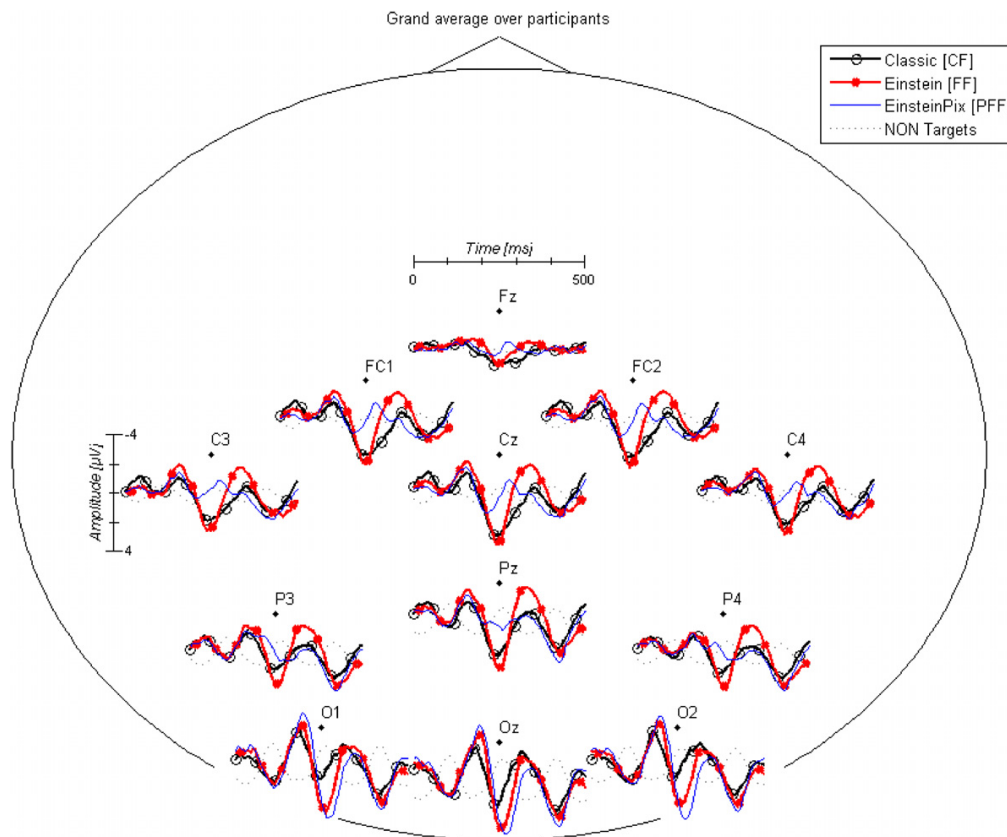 Grand average over participants
Classic [CF]
Einstein [FF]
EinsteinPix [PFF
NON Targets
Time [ms]
0 500
Fz
FC1 FC2
-4
Amplitude [µV]
4
C3 Cz C4
P3 Pz P4
O1 Oz O2